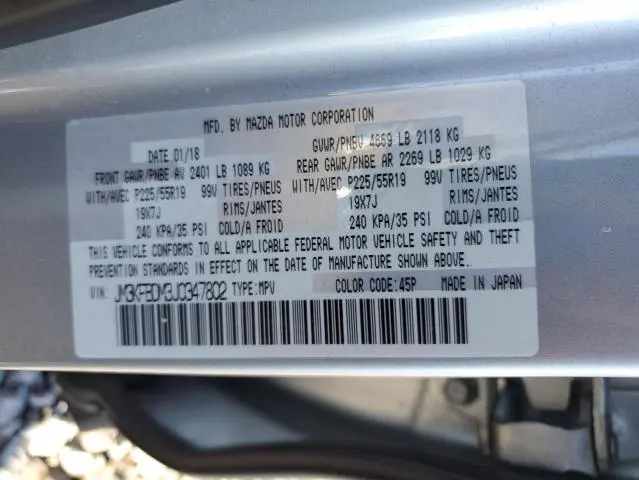 MFD. BY MAZDA MOTOR CORPORATION
DATE 01/18 GVWR/PNBV 4669 LB 2118 KG
FRONT GAWR/PNBE AV 2401 LB 1089 KG REAR GAWR/PNBE AR 2269 LB 1029 KG
WITH/AVEC P225/55R19 99V TIRES/PNEUS WITH/AVEC P225/55R19 99V TIRES/PNEUS
19X7J RIMS/JANTES 19X7J RIMS/JANTES
240 KPA/35 PSI COLD/A FROID 240 KPA/35 PSI COLD/A FROID
THIS VEHICLE CONFORMS TO ALL APPLICABLE FEDERAL MOTOR VEHICLE SAFETY AND THEFT
PREVENTION STANDARDS IN EFFECT ON THE DATE OF MANUFACTURE SHOWN ABOVE.
VIN: JM3KFBDM3J0347802 TYPE:MPV COLOR CODE:45P MADE IN JAPAN